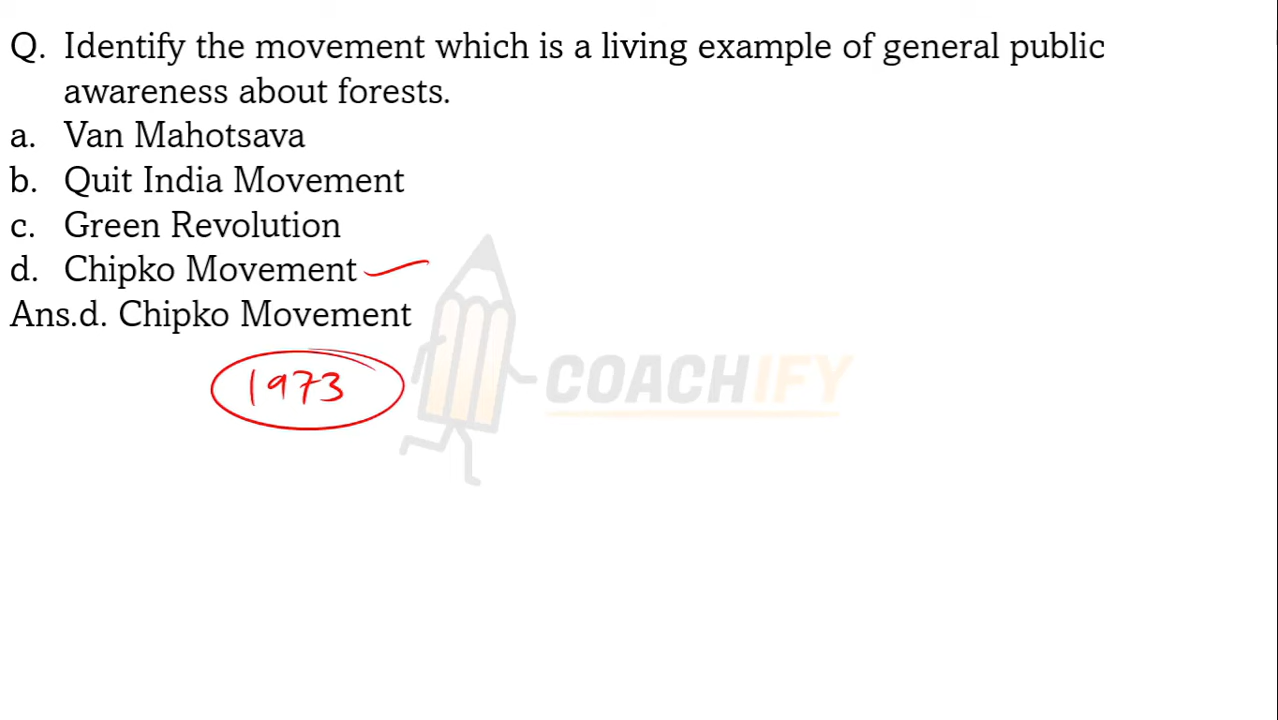 Q. Identify the movement which is a living example of general public
awareness about forests.
a. Van Mahotsava
b. Quit India Movement
c. Green Revolution
d. Chipko Movement
Ans.d. Chipko Movement
1973
COACHIFY